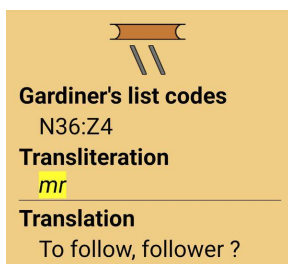 𓈘
𓏭
Gardiner's list codes
N36:Z4
Transliteration
mr
Translation
To follow, follower ?